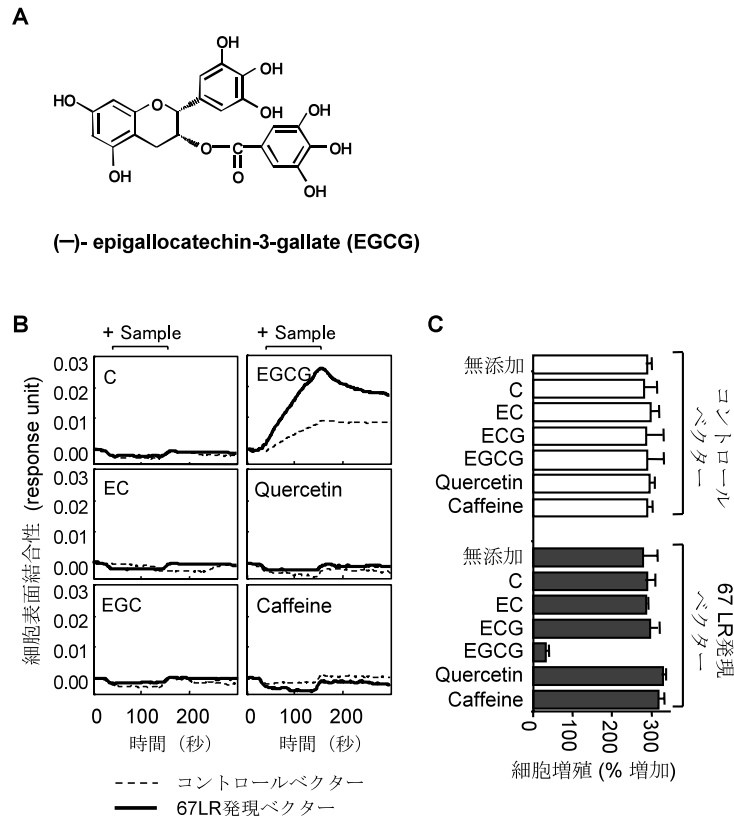 A
OH
OH
HO
O
OH
OH
O
C
OH
OH
O
OH
(−)- epigallocatechin-3-gallate (EGCG)
B
+ Sample
+ Sample
細胞表面結合性 (response unit)
0.03
0.02
0.01
0.00
C
EGCG
0.03
0.02
0.01
0.00
EC
Quercetin
0.03
0.02
0.01
0.00
EGC
Caffeine
0 100 200
0 100 200
時間 (秒)
時間 (秒)
コントロールベクター
67LR発現ベクター
C
無添加
C
EC
ECG
EGCG
Quercetin
Caffeine
コントロール
ベクター
無添加
C
EC
ECG
EGCG
Quercetin
Caffeine
67 LR発現
ベクター
0
100
200
300
細胞増殖 (% 増加)